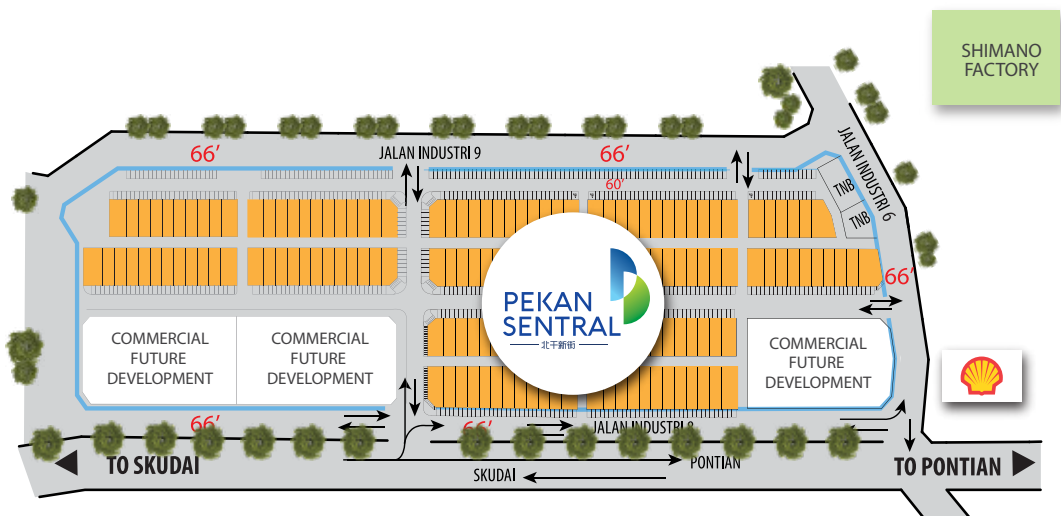 SHIMANO
FACTORY
66'
JALAN INDUSTRI 9
66'
60'
JALAN INDUSTRI 6
TNB
TNB
66'
PEKAN
SENTRAL
北干新街
COMMERCIAL
FUTURE
DEVELOPMENT
COMMERCIAL
FUTURE
DEVELOPMENT
COMMERCIAL
FUTURE
DEVELOPMENT
66'
66'
JALAN INDUSTRI 8
TO SKUDAI
SKUDAI
PONTIAN
TO PONTIAN